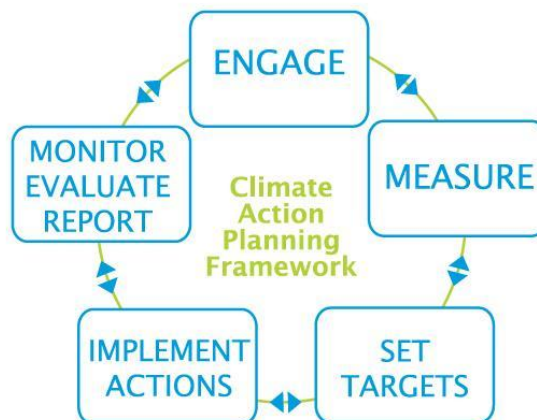 ENGAGE
MEASURE
SET
TARGETS
IMPLEMENT
ACTIONS
MONITOR
EVALUATE
REPORT
Climate
Action
Planning
Framework